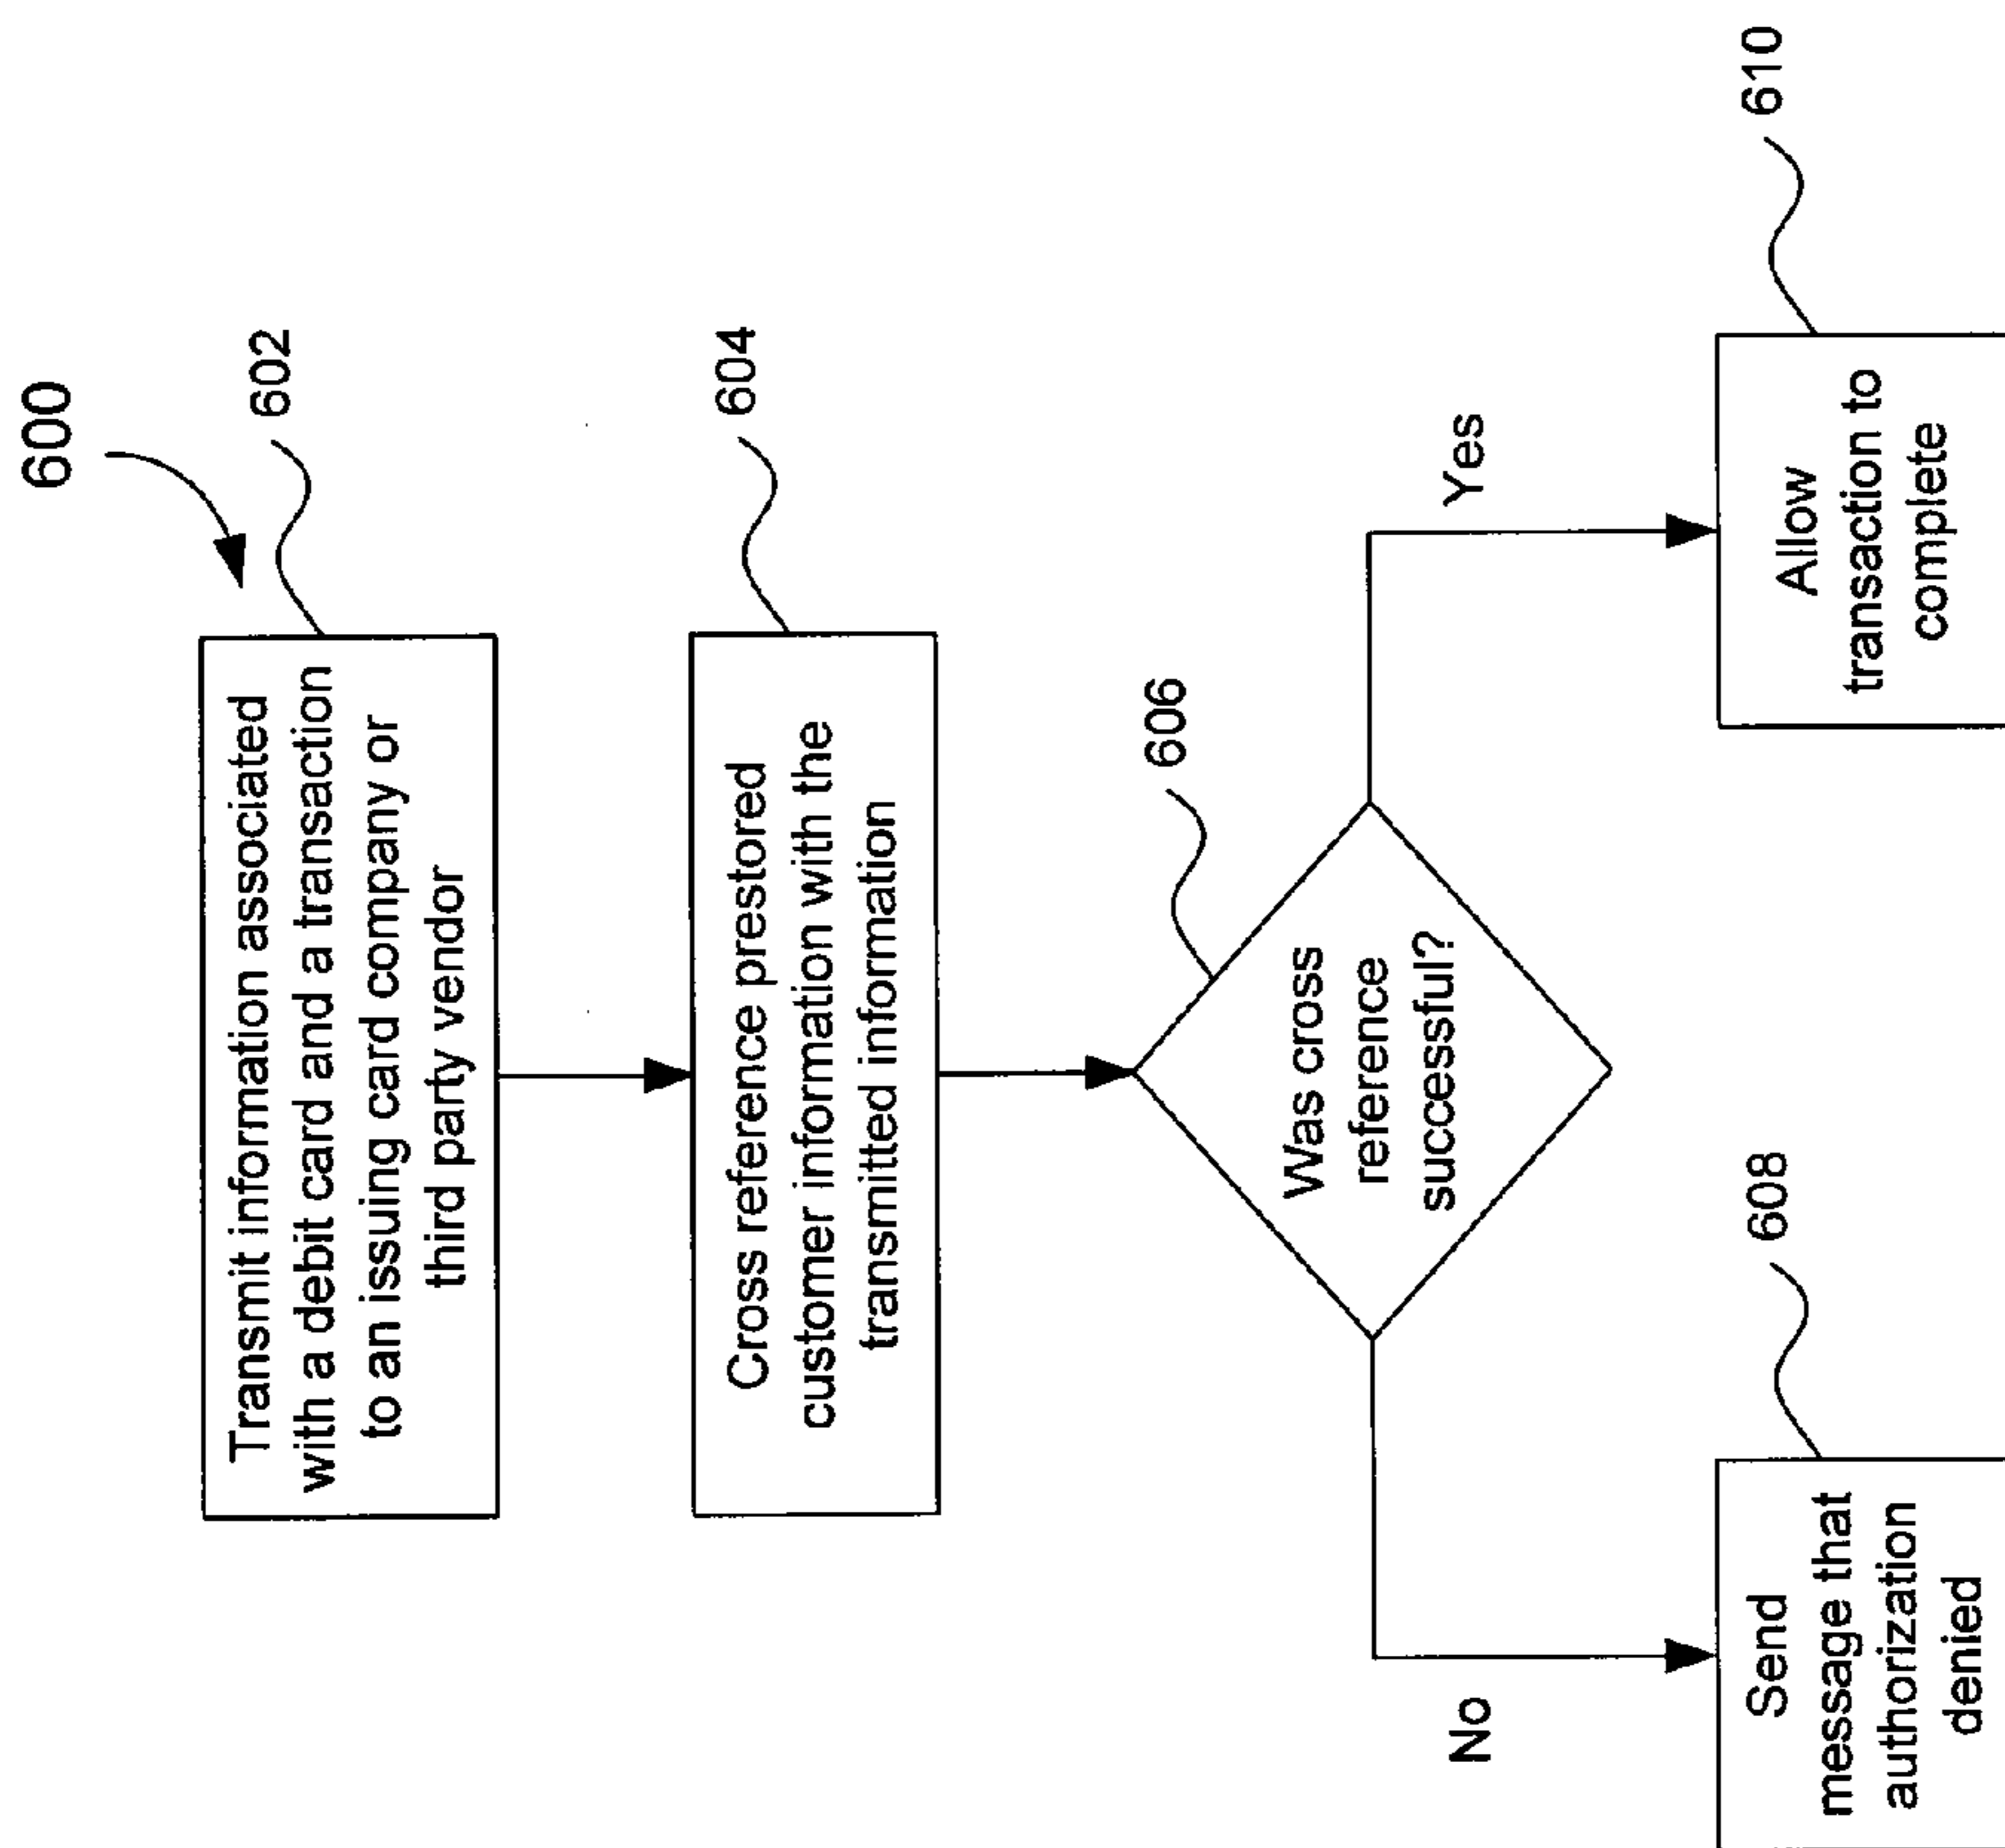 600
602
Transmit information associated
with a debit card and a transaction
to an issuing card company or
third party vendor
604
Cross reference prestored
customer information with the
transmitted information
606
Was cross
reference
successful?
No
Yes
608
Send
message that
authorization
denied
610
Allow
transaction to
complete